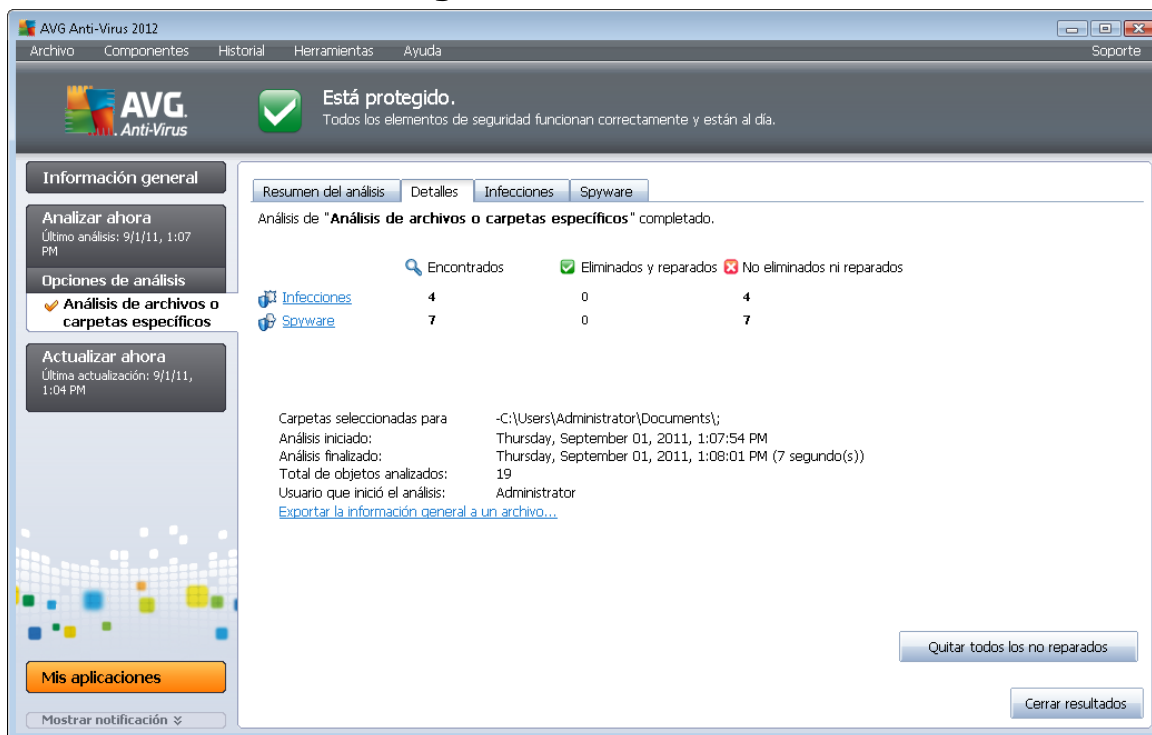 AVG Anti-Virus 2012
Archivo Componentes Historial Herramientas Ayuda Soporte
AVG.
Anti-Virus
Está protegido.
Todos los elementos de seguridad funcionan correctamente y están al día.
Información general
Analizar ahora
Último análisis: 9/1/11, 1:07
PM
Opciones de análisis
Análisis de archivos o
carpetas específicos
Actualizar ahora
Última actualización: 9/1/11,
1:04 PM
Mis aplicaciones
Mostrar notificación
Resumen del análisis Detalles Infecciones Spyware
Análisis de "Análisis de archivos o carpetas específicos" completado.
Encontrados Eliminados y reparados No eliminados ni reparados
Infecciones 4 0 4
Spyware 7 0 7
Carpetas seleccionadas para -C:\Users\Administrator\Documents\;
Análisis iniciado: Thursday, September 01, 2011, 1:07:54 PM
Análisis finalizado: Thursday, September 01, 2011, 1:08:01 PM (7 segundo(s))
Total de objetos analizados: 19
Usuario que inició el análisis: Administrator
Exportar la información general a un archivo...
Quitar todos los no reparados
Cerrar resultados